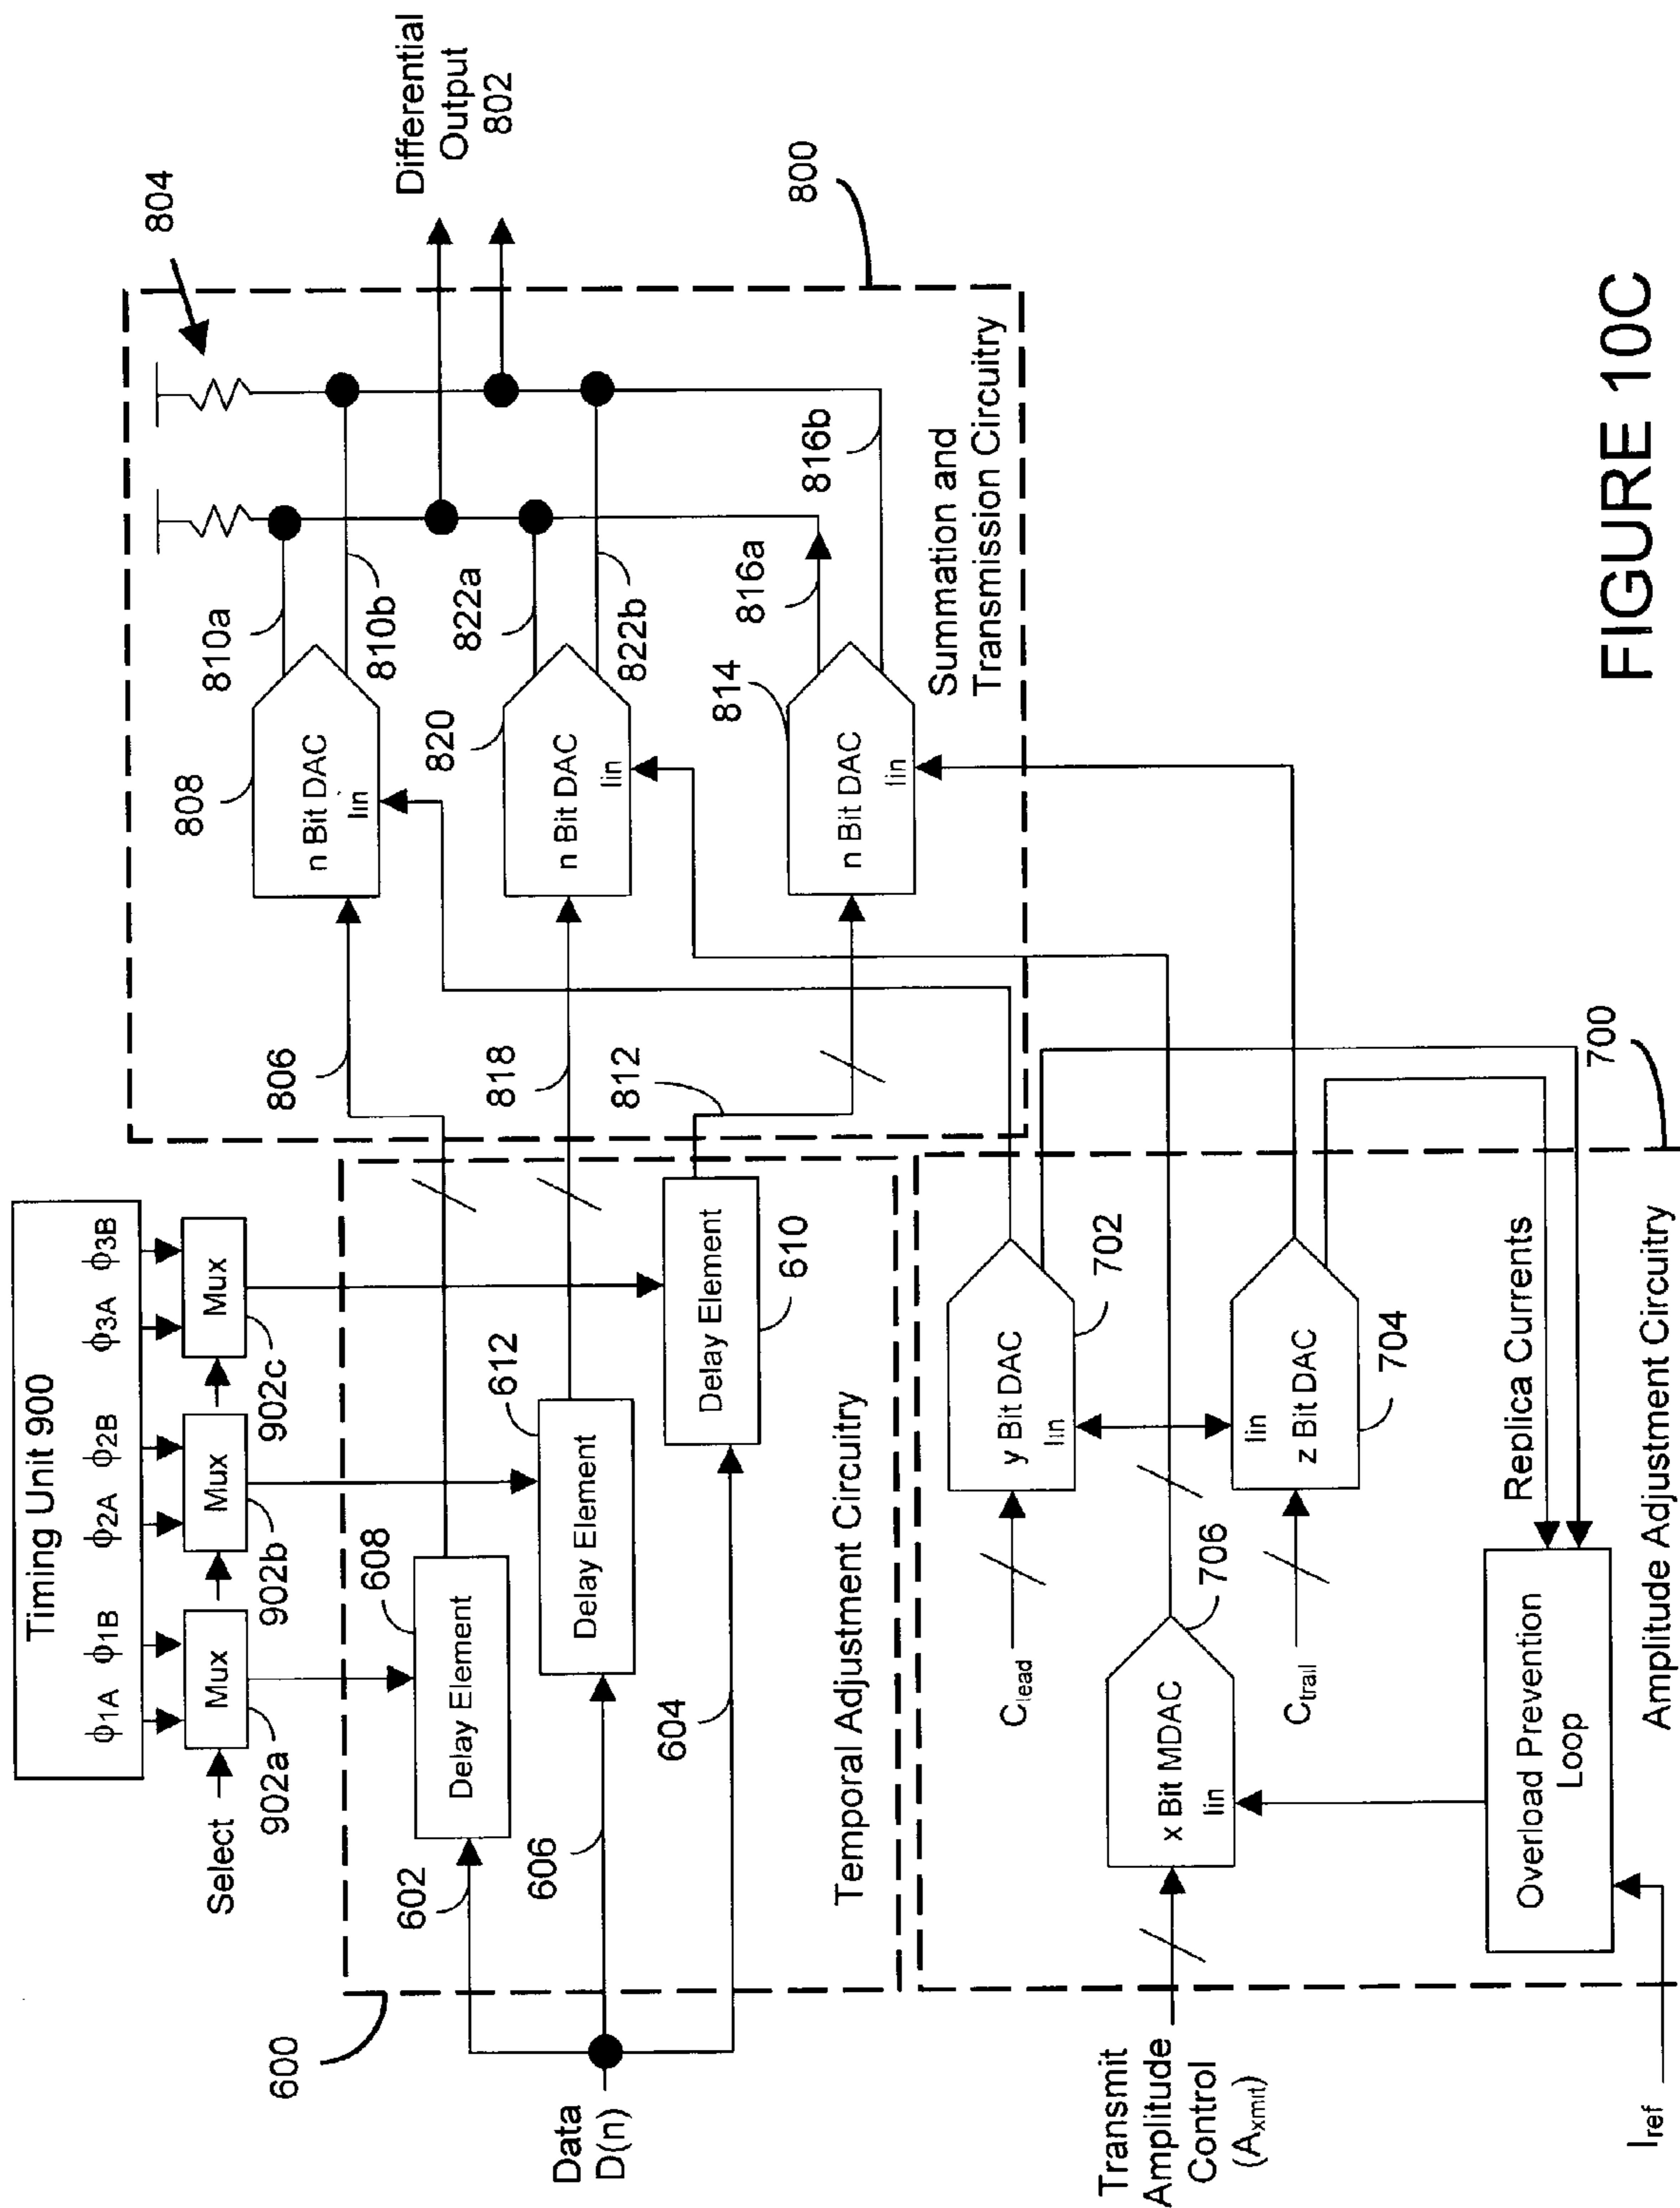 Timing Unit 900
ϕ1A
ϕ1B
ϕ2A
ϕ2B
ϕ3A
ϕ3B
Select
Mux
Mux
Mux
902a
902b
902c
804
Differential
Output
802
800
810a
810b
808
n Bit DAC
Iin
806
822a
822b
820
n Bit DAC
Iin
818
816a
816b
814
n Bit DAC
Iin
812
Summation and
Transmission Circuitry
600
602
608
Delay Element
606
612
Delay Element
604
Delay Element
610
Data
D(n)
Temporal Adjustment Circuitry
Clead
y Bit DAC
Iin
702
Iin
z Bit DAC
704
Ctrail
706
x Bit MDAC
Iin
Transmit
Amplitude
Control
(Axmit)
Replica Currents
Overload Prevention
Loop
Iref
700
Amplitude Adjustment Circuitry
FIGURE 10C